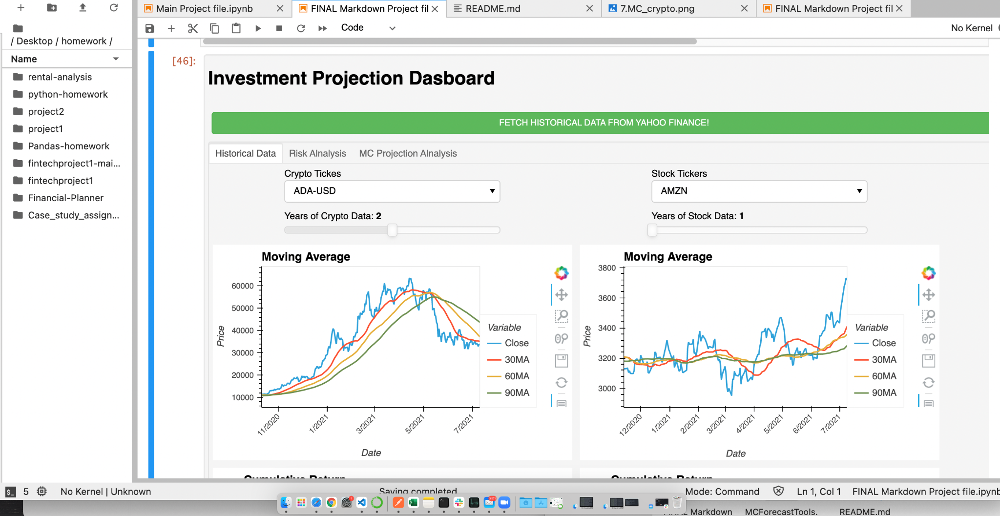 Main Project file.ipynb
FINAL Markdown Project fil
README.md
7.MC_crypto.png
FINAL Markdown Project fil
Code
No Kernel
/ Desktop / homework /
Name
rental-analysis
python-homework
project2
project1
Pandas-homework
fintechproject1-mai...
fintechproject1
Financial-Planner
Case_study_assign...
[46]:
Investment Projection Dasboard
FETCH HISTORICAL DATA FROM YAHOO FINANCE!
Historical Data
Risk Alnalysis
MC Projection Alnalysis
Crypto Tickes
ADA-USD
Years of Crypto Data: 2
Stock Tickers
AMZN
Years of Stock Data: 1
Moving Average
60000
50000
40000
30000
20000
10000
Price
11/2020
1/2021
3/2021
5/2021
7/2021
Date
Variable
Close
30MA
60MA
90MA
Moving Average
3800
3600
3400
3200
3000
Price
12/2020
1/2021
2/2021
3/2021
4/2021
5/2021
6/2021
7/2021
Date
Variable
Close
30MA
60MA
90MA
Cumulative Return
Cumulative Return
5
No Kernel | Unknown
Saving completed
Mode: Command
Ln 1, Col 1
FINAL Markdown Project file.ipynb
Markdown
MCForecastTools.
README.md